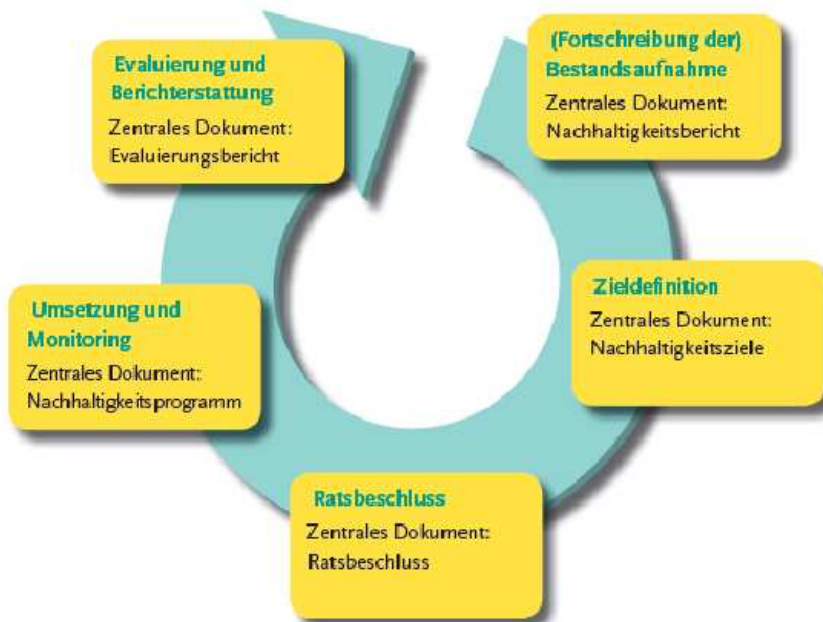 (Fortschreibung der)
Bestandsaufnahme
Zentrales Dokument:
Nachhaltigkeitsbericht
Zieldefinition
Zentrales Dokument:
Nachhaltigkeitsziele
Ratsbeschluss
Zentrales Dokument:
Ratsbeschluss
Umsetzung und
Monitoring
Zentrales Dokument:
Nachhaltigkeitsprogramm
Evaluierung und
Berichterstattung
Zentrales Dokument:
Evaluierungsbericht